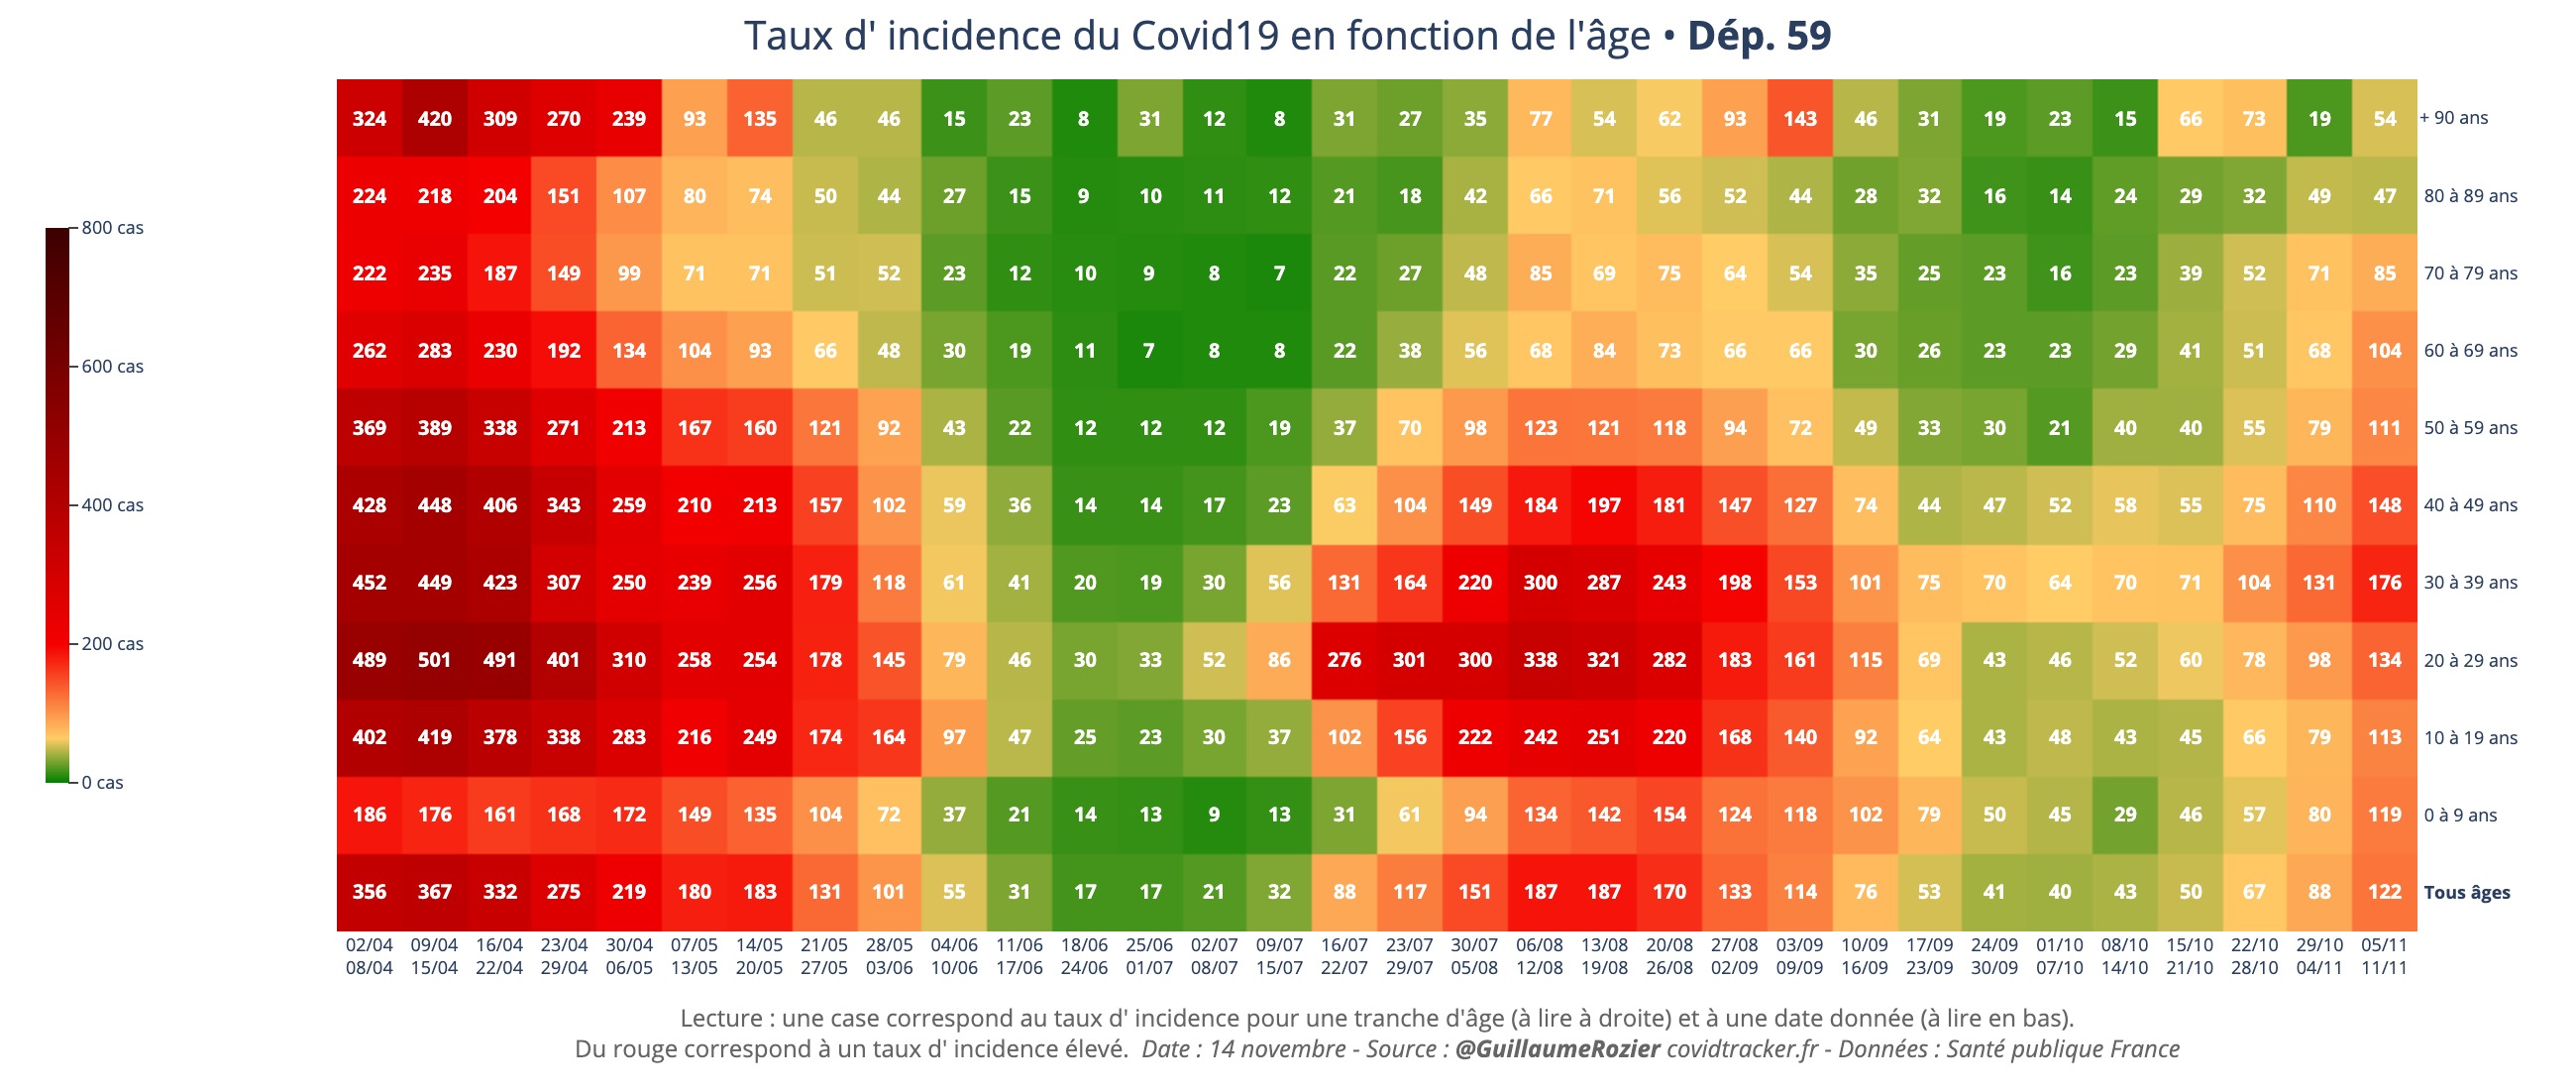 Taux d' incidence du Covid19 en fonction de l'âge • Dép. 59
800 cas
600 cas
400 cas
200 cas
0 cas
324 420 309 270 239 93 135 46 46 15 23 8 31 12 8 31 27 35 77 54 62 93 143 46 31 19 23 15 66 73 19 54 + 90 ans
224 218 204 151 107 80 74 50 44 27 15 9 10 11 12 21 18 42 66 71 56 52 44 28 32 16 14 24 29 32 49 47 80 à 89 ans
222 235 187 149 99 71 71 51 52 23 12 10 9 8 7 22 27 48 85 69 75 64 54 35 25 23 16 23 39 52 71 85 70 à 79 ans
262 283 230 192 134 104 93 66 48 30 19 11 7 8 8 22 38 56 68 84 73 66 66 30 26 23 23 29 41 51 68 104 60 à 69 ans
369 389 338 271 213 167 160 121 92 43 22 12 12 12 19 37 70 98 123 121 118 94 72 49 33 30 21 40 40 55 79 111 50 à 59 ans
428 448 406 343 259 210 213 157 102 59 36 14 14 17 23 63 104 149 184 197 181 147 127 74 44 47 52 58 55 75 110 148 40 à 49 ans
452 449 423 307 250 239 256 179 118 61 41 20 19 30 56 131 164 220 300 287 243 198 153 101 75 70 64 70 71 104 131 176 30 à 39 ans
489 501 491 401 310 258 254 178 145 79 46 30 33 52 86 276 301 300 338 321 282 183 161 115 69 43 46 52 60 78 98 134 20 à 29 ans
402 419 378 338 283 216 249 174 164 97 47 25 23 30 37 102 156 222 242 251 220 168 140 92 64 43 48 43 45 66 79 113 10 à 19 ans
186 176 161 168 172 149 135 104 72 37 21 14 13 9 13 31 61 94 134 142 154 124 118 102 79 50 45 29 46 57 80 119 0 à 9 ans
356 367 332 275 219 180 183 131 101 55 31 17 17 21 32 88 117 151 187 187 170 133 114 76 53 41 40 43 50 67 88 122 Tous âges
02/04 09/04 16/04 23/04 30/04 07/05 14/05 21/05 28/05 04/06 11/06 18/06 25/06 02/07 09/07 16/07 23/07 30/07 06/08 13/08 20/08 27/08 03/09 10/09 17/09 24/09 01/10 08/10 15/10 22/10 29/10 05/11
08/04 15/04 22/04 29/04 06/05 13/05 20/05 27/05 03/06 10/06 17/06 24/06 01/07 08/07 15/07 22/07 29/07 05/08 12/08 19/08 26/08 02/09 09/09 16/09 23/09 30/09 07/10 14/10 21/10 28/10 04/11 11/11
Lecture : une case correspond au taux d' incidence pour une tranche d'âge (à lire à droite) et à une date donnée (à lire en bas).
Du rouge correspond à un taux d' incidence élevé. Date : 14 novembre - Source : @GuillaumeRozier covidtracker.fr - Données : Santé publique France